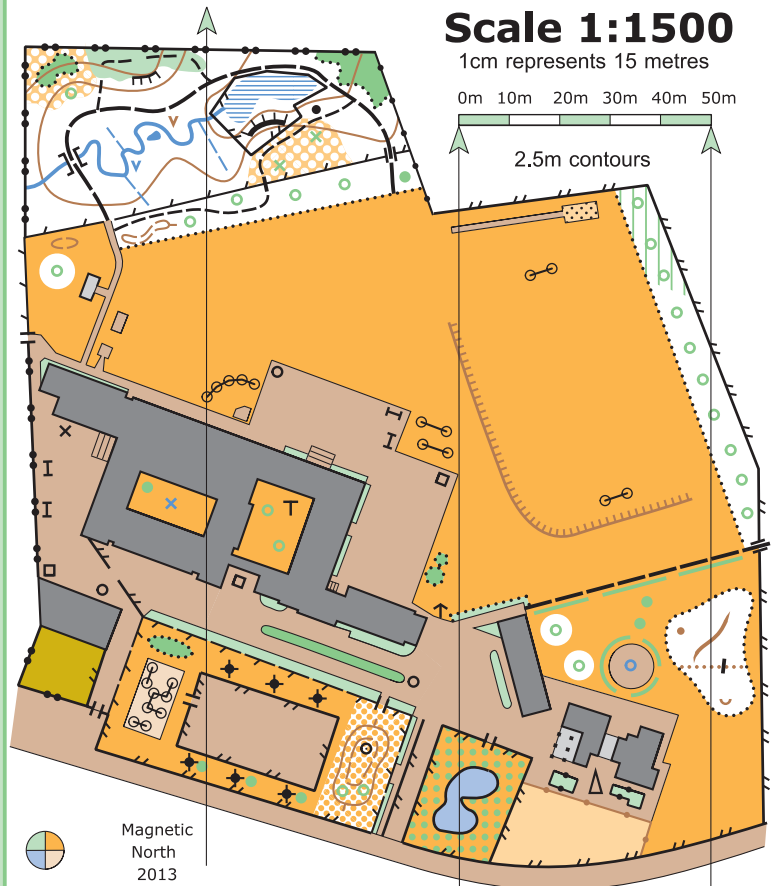 Scale 1:1500
1cm represents 15 metres
0m 10m 20m 30m 40m 50m
2.5m contours
Magnetic
North
2013